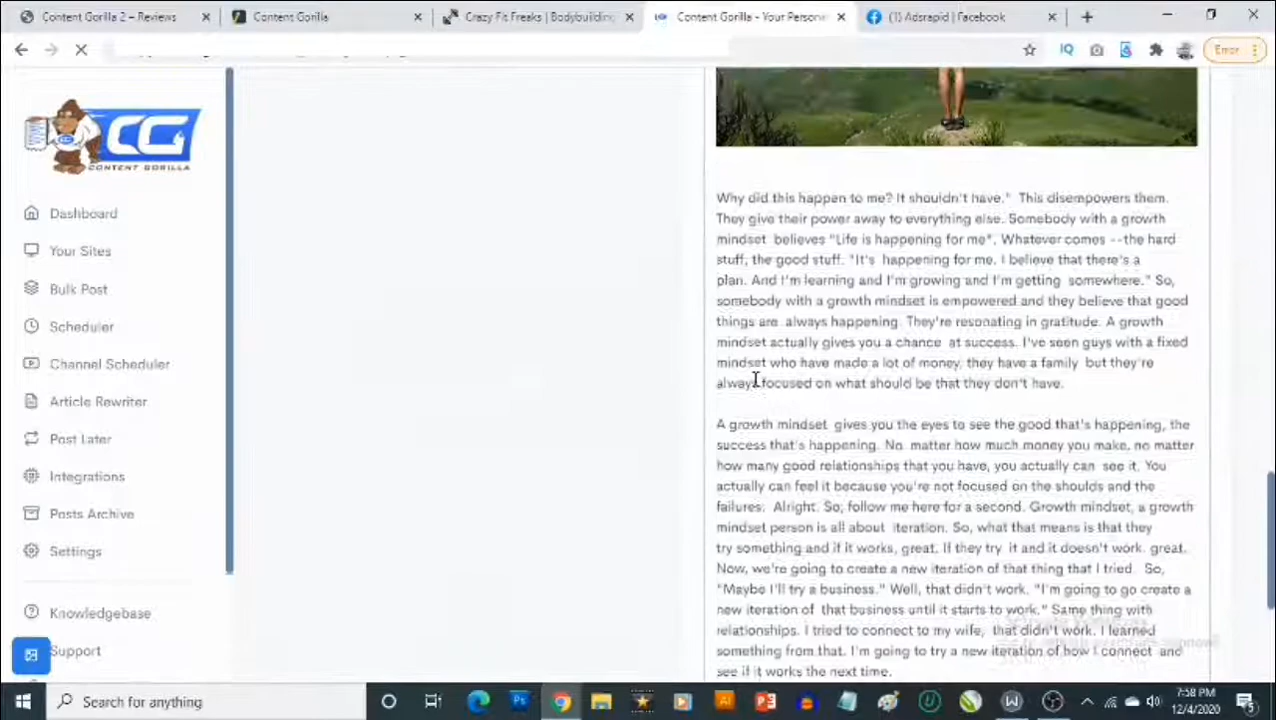 Content Gorilla 2 – Reviews
Content Gorilla
Crazy Fit Freaks | Bodybuilding
Content Gorilla - Your Persona
(1) Adsrapid | Facebook
IQ
Error
CG
CONTENT GORILLA
Dashboard
Your Sites
Bulk Post
Scheduler
Channel Scheduler
Article Rewriter
Post Later
Integrations
Posts Archive
Settings
Knowledgebase
Support
Why did this happen to me? It shouldn't have."  This disempowers them.
They give their power away to everything else. Somebody with a growth
mindset  believes "Life is happening for me". Whatever comes --the hard
stuff, the good stuff. "It's  happening for me. I believe that there's a
plan. And I'm learning and I'm growing and I'm getting  somewhere." So,
somebody with a growth mindset is empowered and they believe that good
things are  always happening. They're resonating in gratitude. A growth
mindset actually gives you a chance  at success. I've seen guys with a fixed
mindset who have made a lot of money, they have a family  but they're
always focused on what should be that they don't have.
A growth mindset  gives you the eyes to see the good that's happening, the
success that's happening. No  matter how much money you make, no matter
how many good relationships that you have, you actually can  see it. You
actually can feel it because you're not focused on the shoulds and the
failures.  Alright. So, follow me here for a second. Growth mindset, a growth
mindset person is all about  iteration. So, what that means is that they
try something and if it works, great. If they try  it and it doesn't work. great.
Now, we're going to create a new iteration of that thing that I tried.  So,
"Maybe I'll try a business." Well, that didn't work. "I'm going to go create a
new iteration of  that business until it starts to work." Same thing with
relationships. I tried to connect to my wife,  that didn't work. I learned
something from that. I'm going to try a new iteration of how I connect  and
see if it works the next time.
Search for anything
7:58 PM
12/4/2020
5